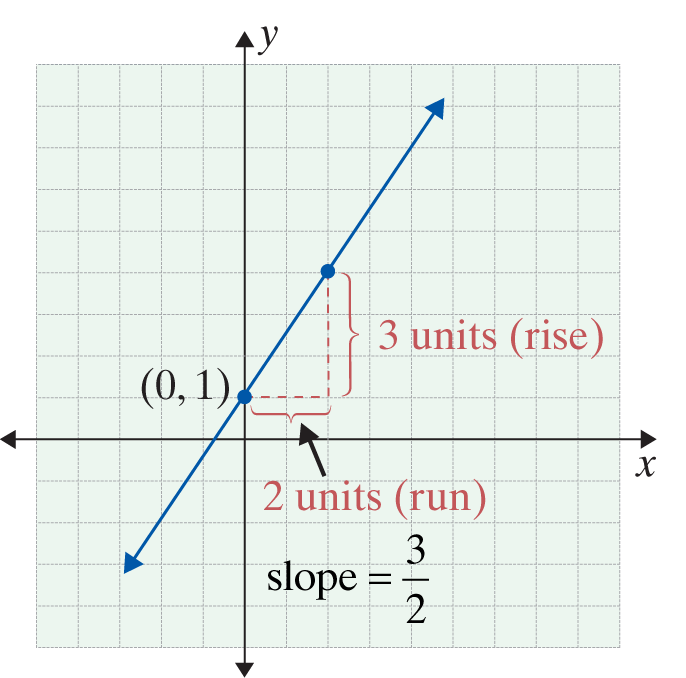 y
3 units (rise)
(0, 1)
x
2 units (run)
slope = 3/2